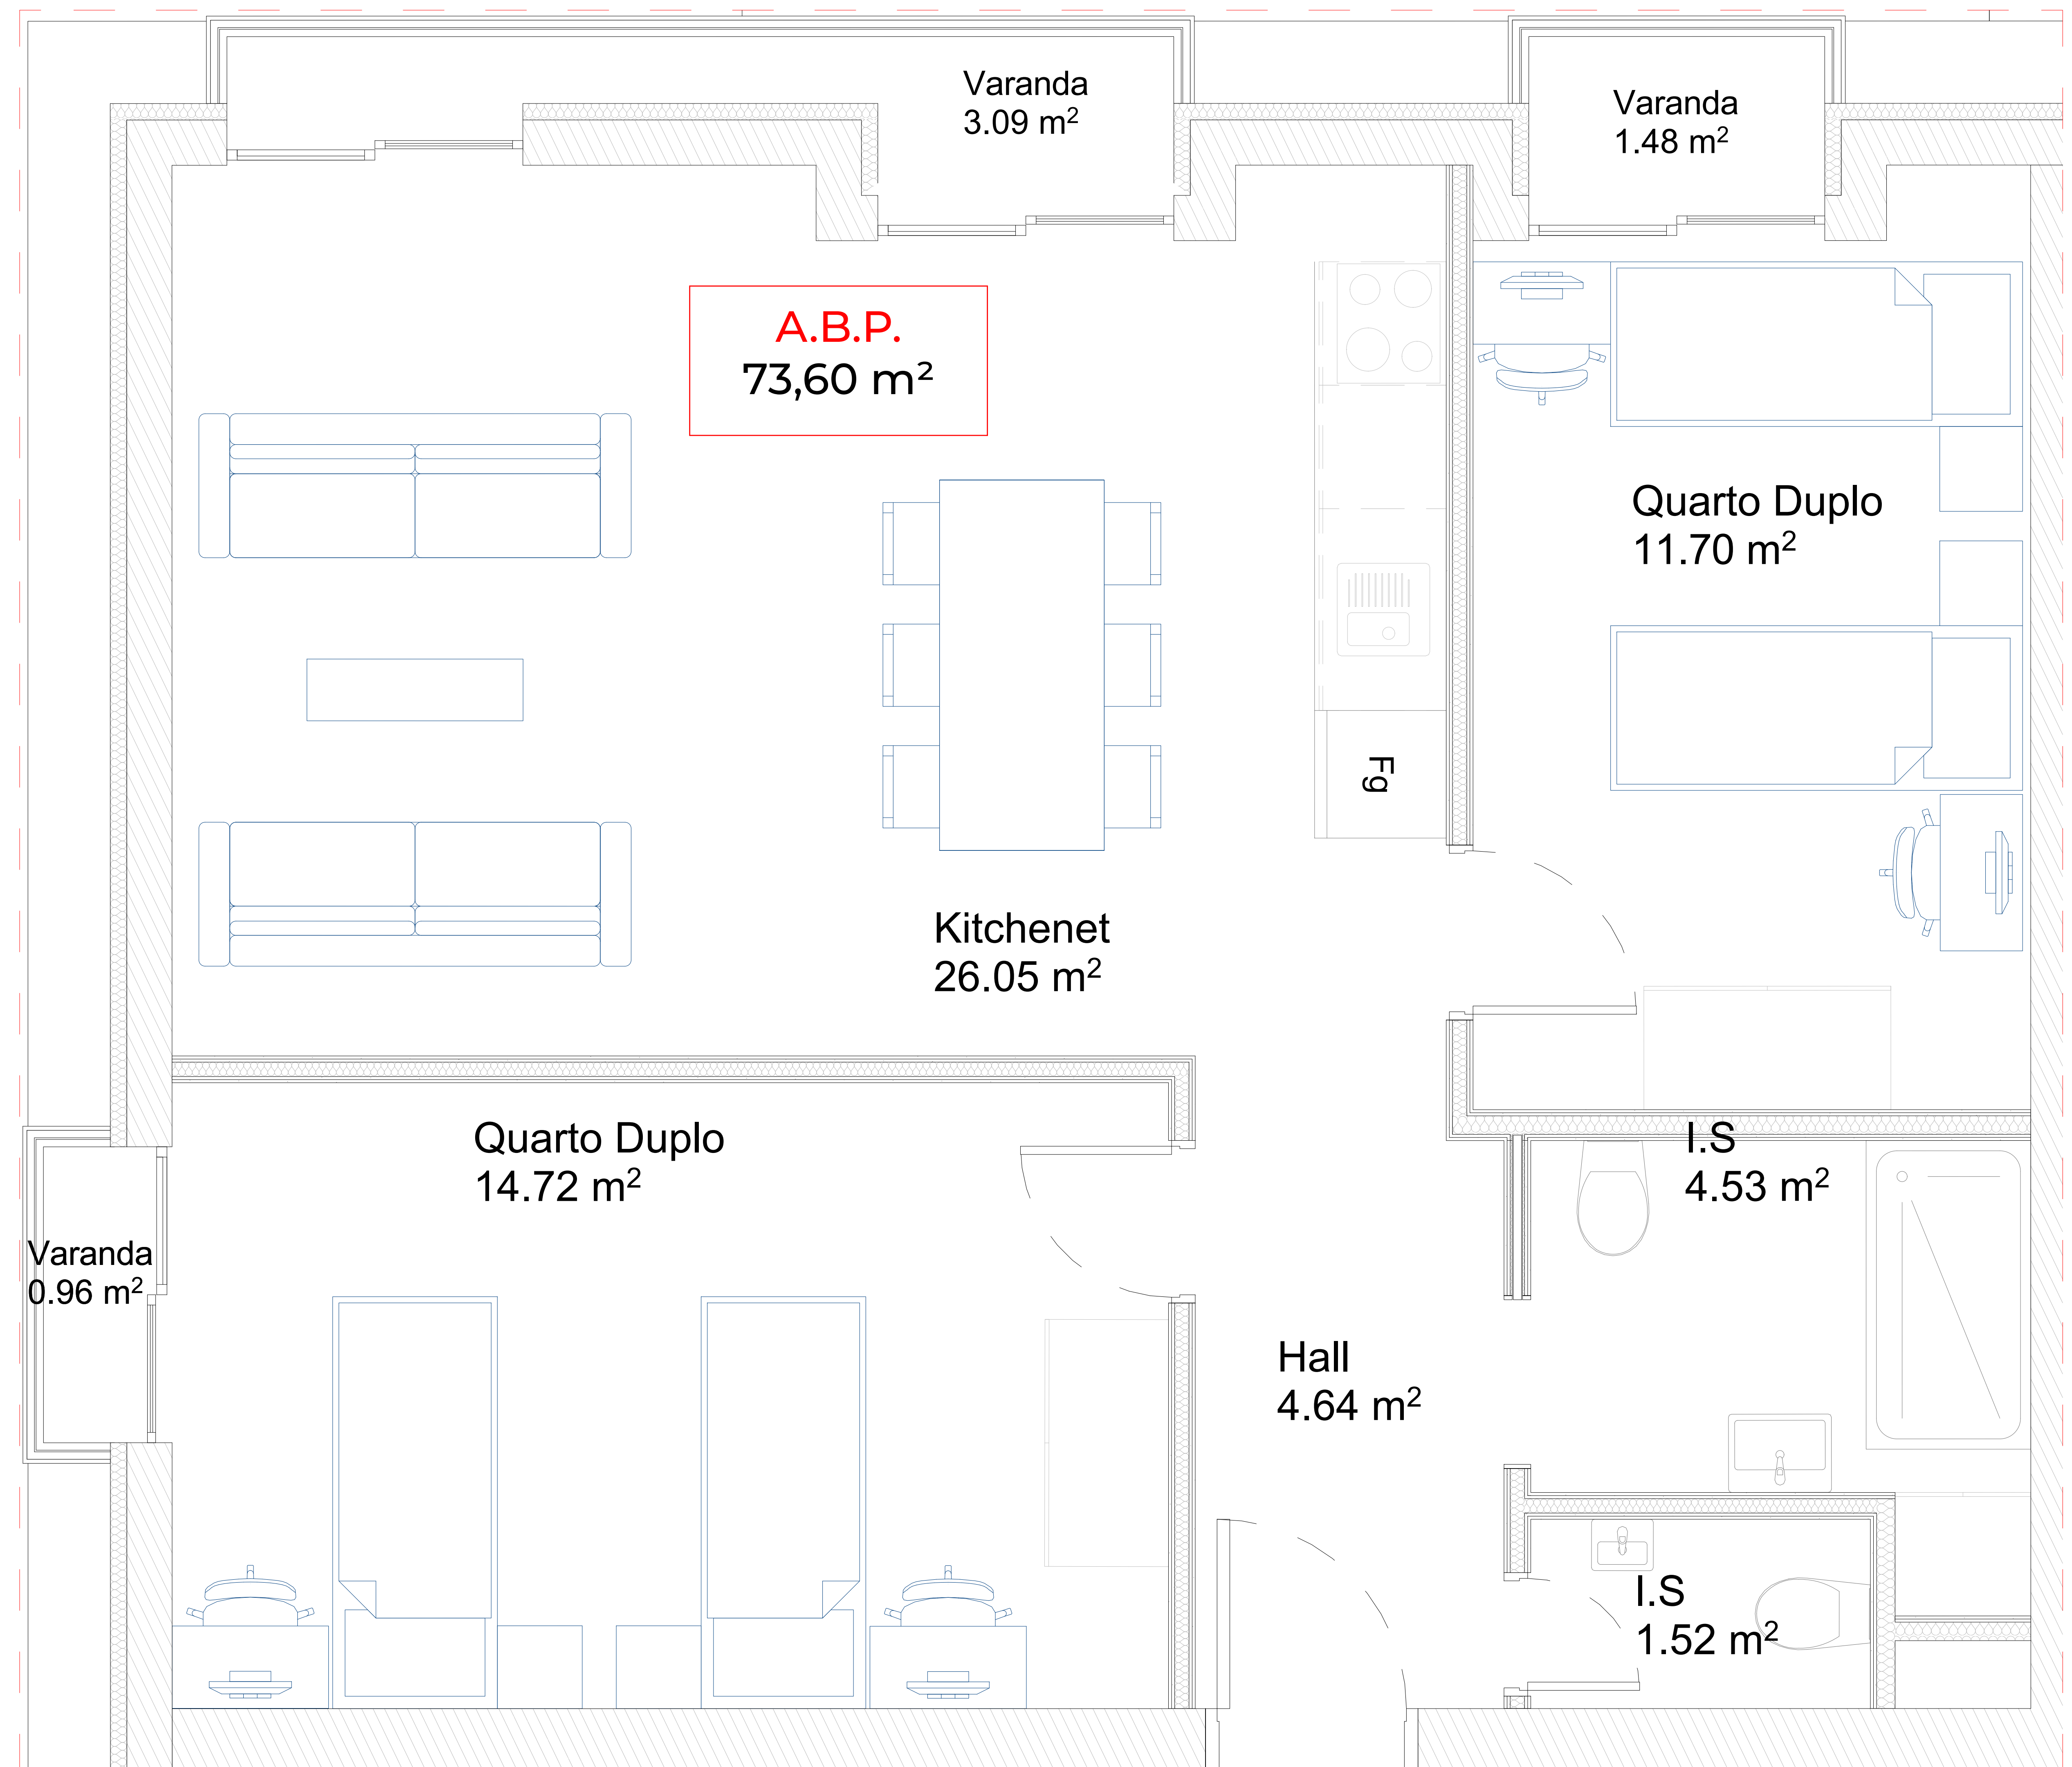 Varanda
3.09 m²
Varanda
1.48 m²
A.B.P.
73,60 m²
Quarto Duplo
11.70 m²
Fg
Kitchenet
26.05 m²
Quarto Duplo
14.72 m²
I.S
4.53 m²
Varanda
0.96 m²
Hall
4.64 m²
I.S
1.52 m²